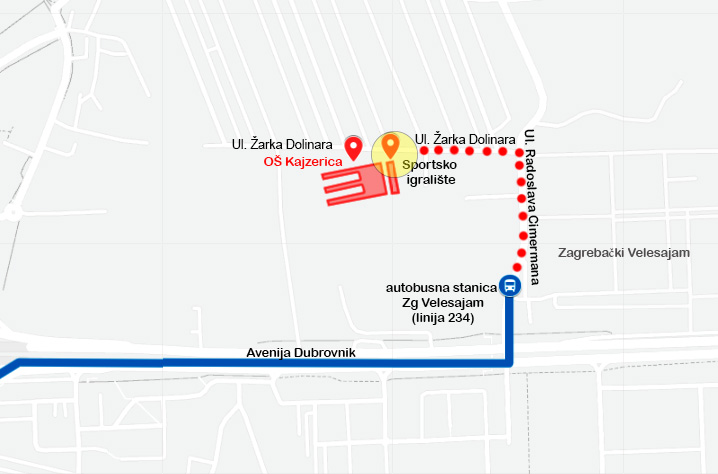 Ul. Žarka Dolinara
Ul. Žarka Dolinara
OŠ Kajzerica
Sportsko
igralište
Ul. Radoslava Cimermana
Zagrebački Velesajam
autobusna stanica
Zg Velesajam
(linija 234)
Avenija Dubrovnik